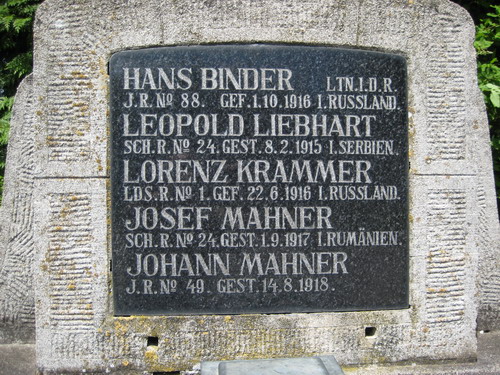 HANS BINDER LTN.I.D.R.
J.R.No 88. GEF.1.10.1916 I.RUSSLAND.
LEOPOLD LIEBHART
SCH.R.No 24. GEST.8.2.1915 I.SERBIEN.
LORENZ KRAMMER
LDS.R.No 1. GEF.22.6.1916 I.RUSSLAND.
JOSEF MAHNER
SCH.R.No 24. GEST.1.9.1917 I.RUMÄNIEN.
JOHANN MAHNER
J.R.No 49. GEST.14.8.1918.